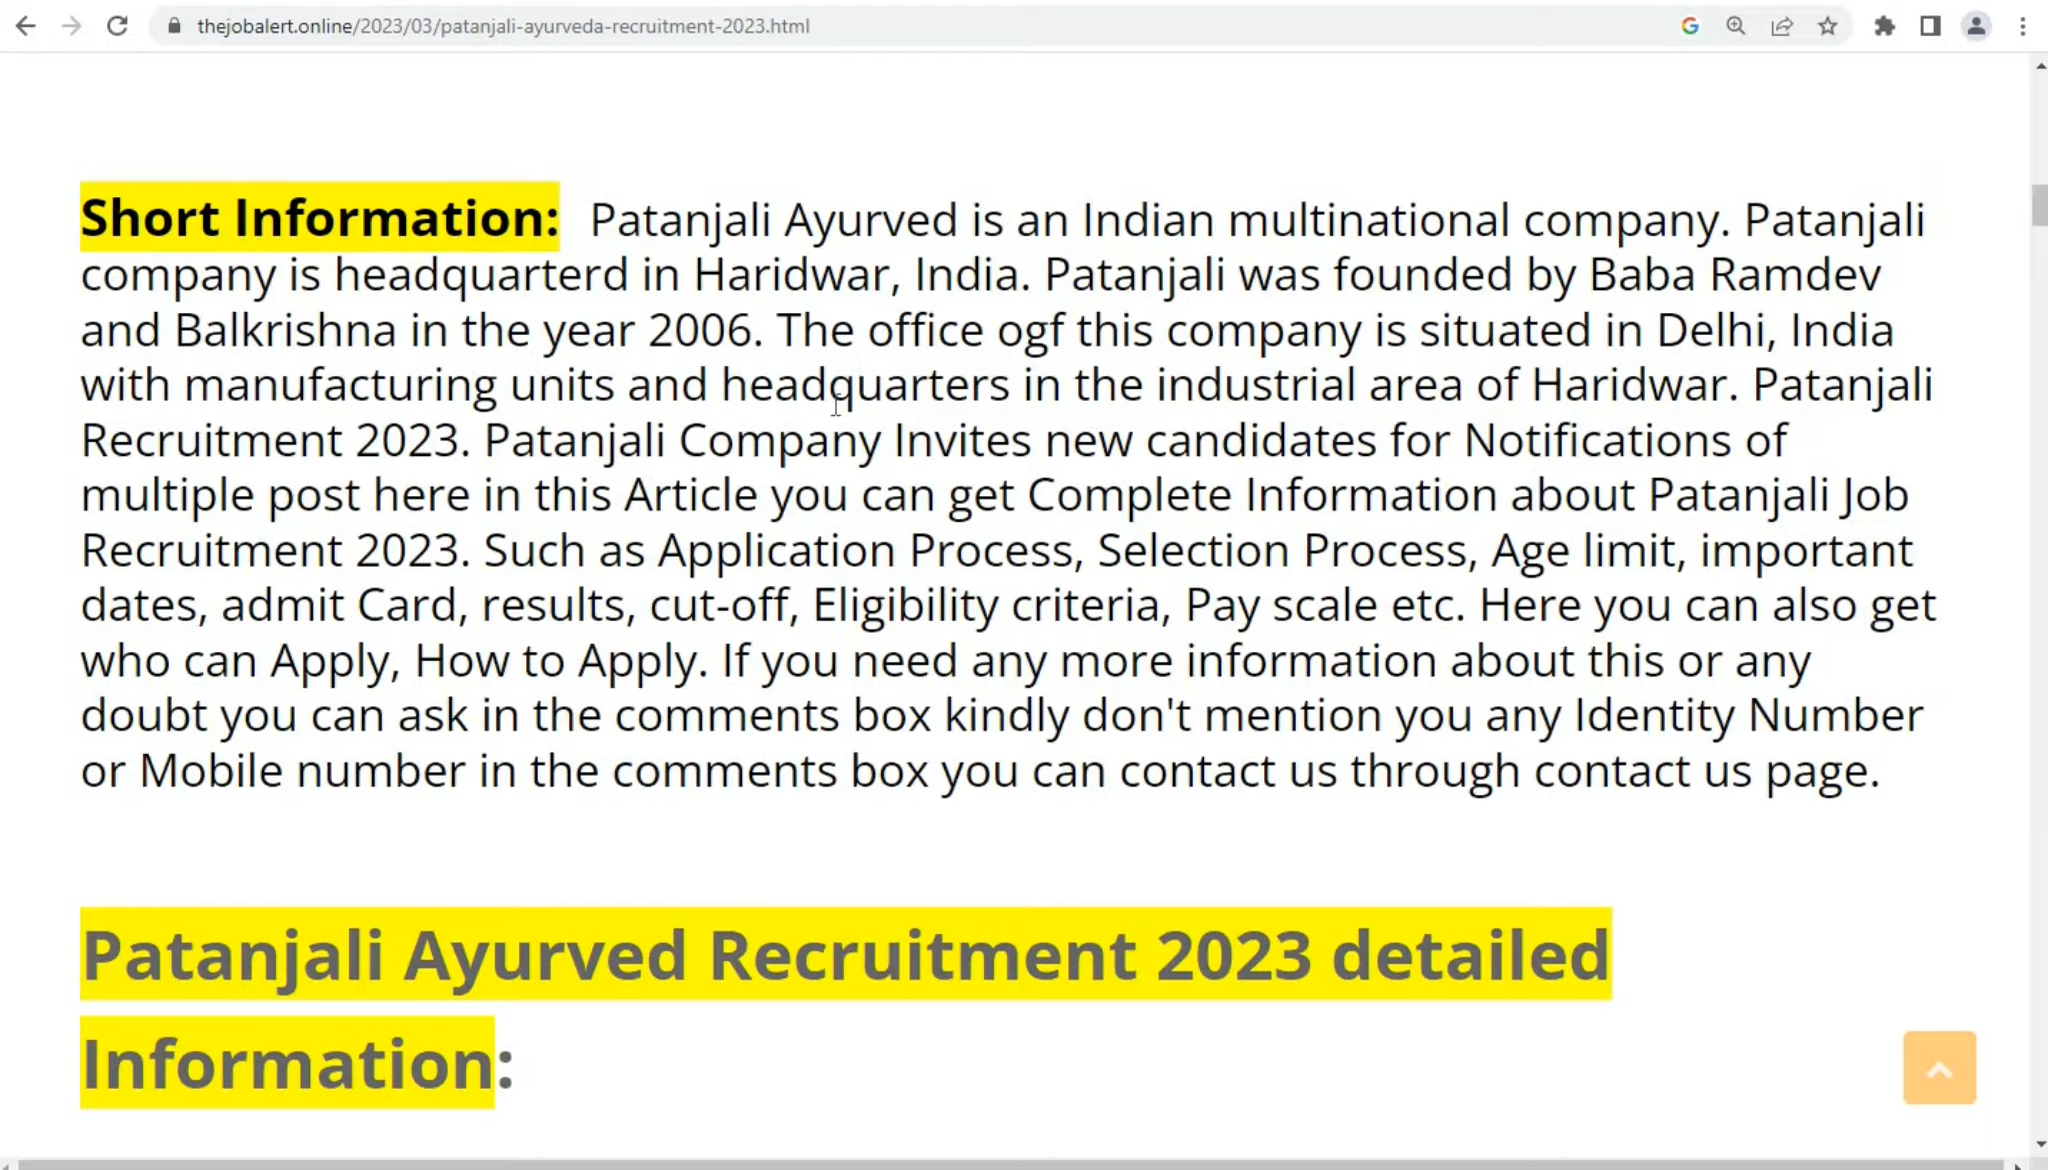 thejobalert.online/2023/03/patanjali-ayurveda-recruitment-2023.html
Short Information: Patanjali Ayurved is an Indian multinational company. Patanjali
company is headquarterd in Haridwar, India. Patanjali was founded by Baba Ramdev
and Balkrishna in the year 2006. The office ogf this company is situated in Delhi, India
with manufacturing units and headquarters in the industrial area of Haridwar. Patanjali
Recruitment 2023. Patanjali Company Invites new candidates for Notifications of
multiple post here in this Article you can get Complete Information about Patanjali Job
Recruitment 2023. Such as Application Process, Selection Process, Age limit, important
dates, admit Card, results, cut-off, Eligibility criteria, Pay scale etc. Here you can also get
who can Apply, How to Apply. If you need any more information about this or any
doubt you can ask in the comments box kindly don't mention you any Identity Number
or Mobile number in the comments box you can contact us through contact us page.
Patanjali Ayurved Recruitment 2023 detailed
Information: